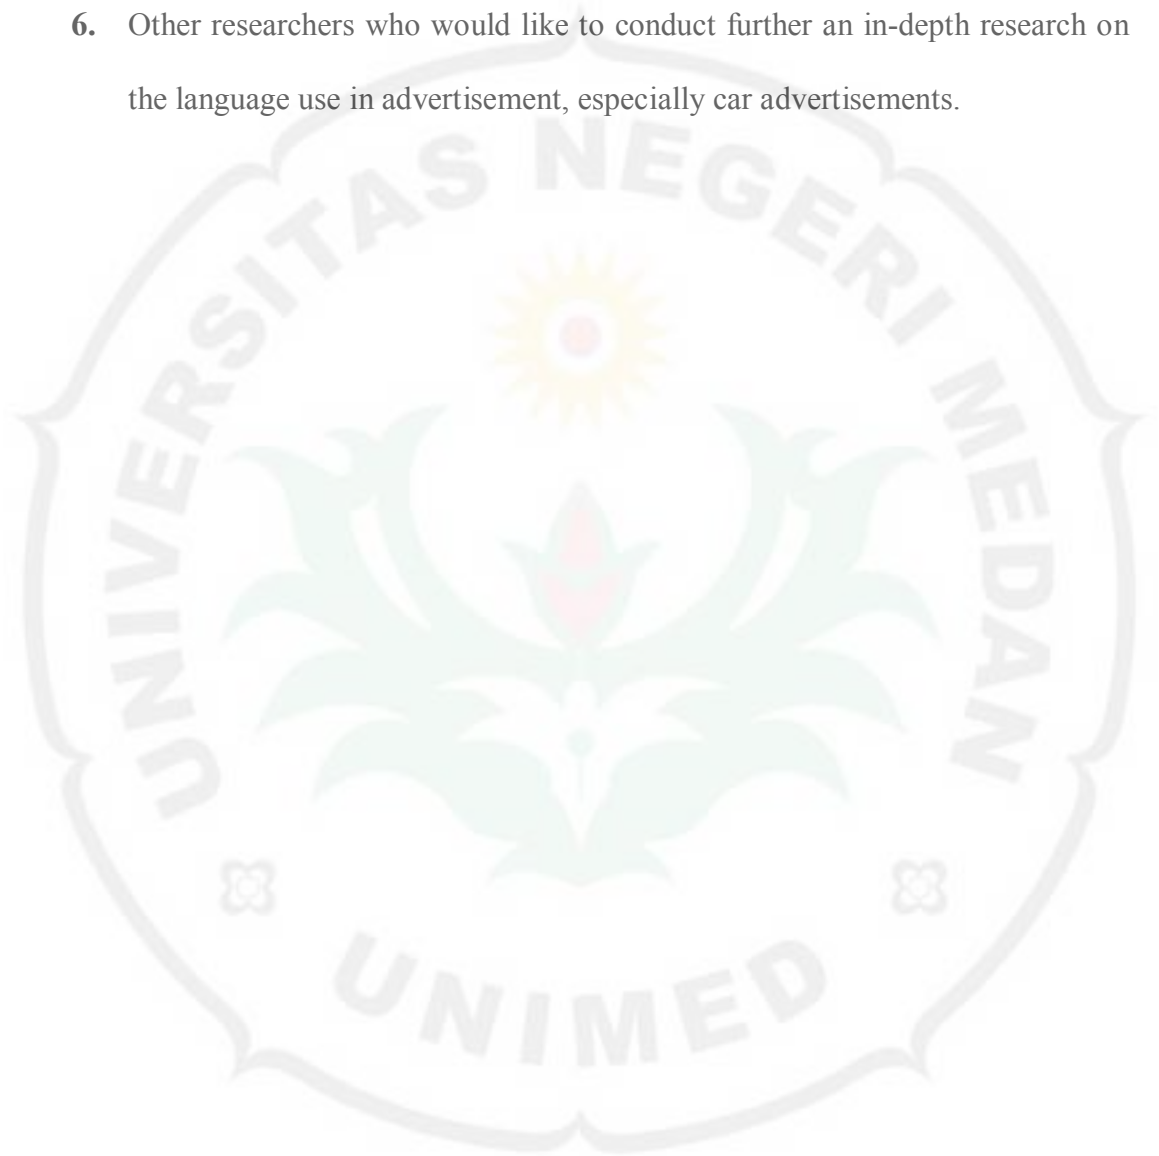 6. Other researchers who would like to conduct further an in-depth research on
the language use in advertisement, especially car advertisements.
UNIVERSITAS NEGERI MEDAN
UNIMED